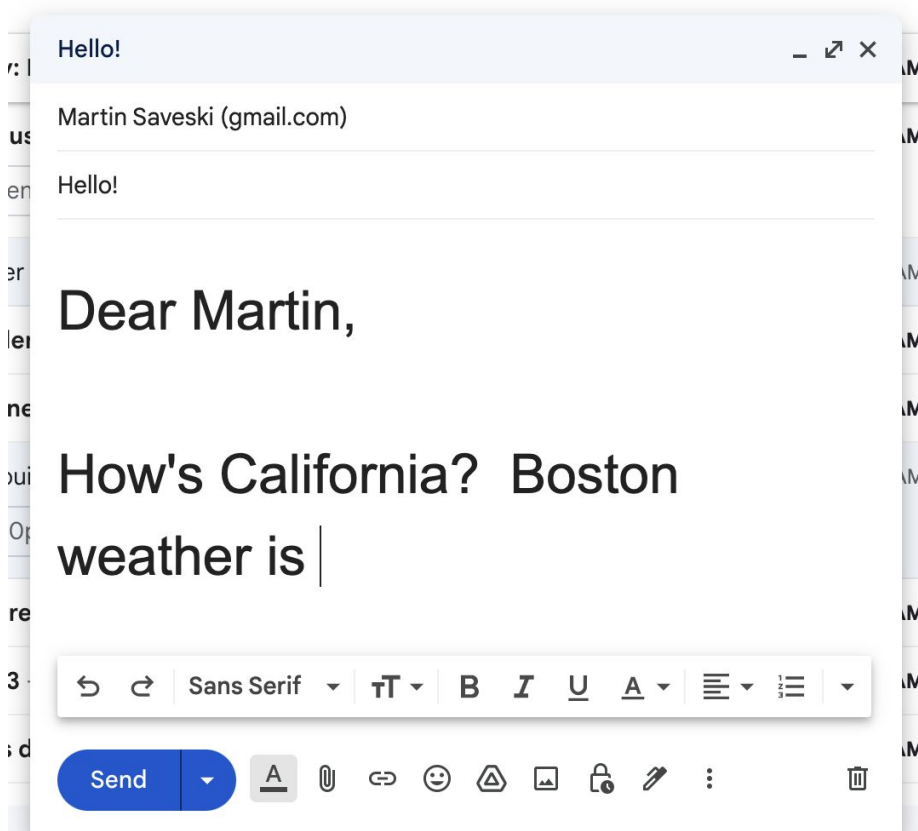 Hello!
Martin Saveski (gmail.com)
Hello!
Dear Martin,
How's California?  Boston
weather is
Sans Serif
Send